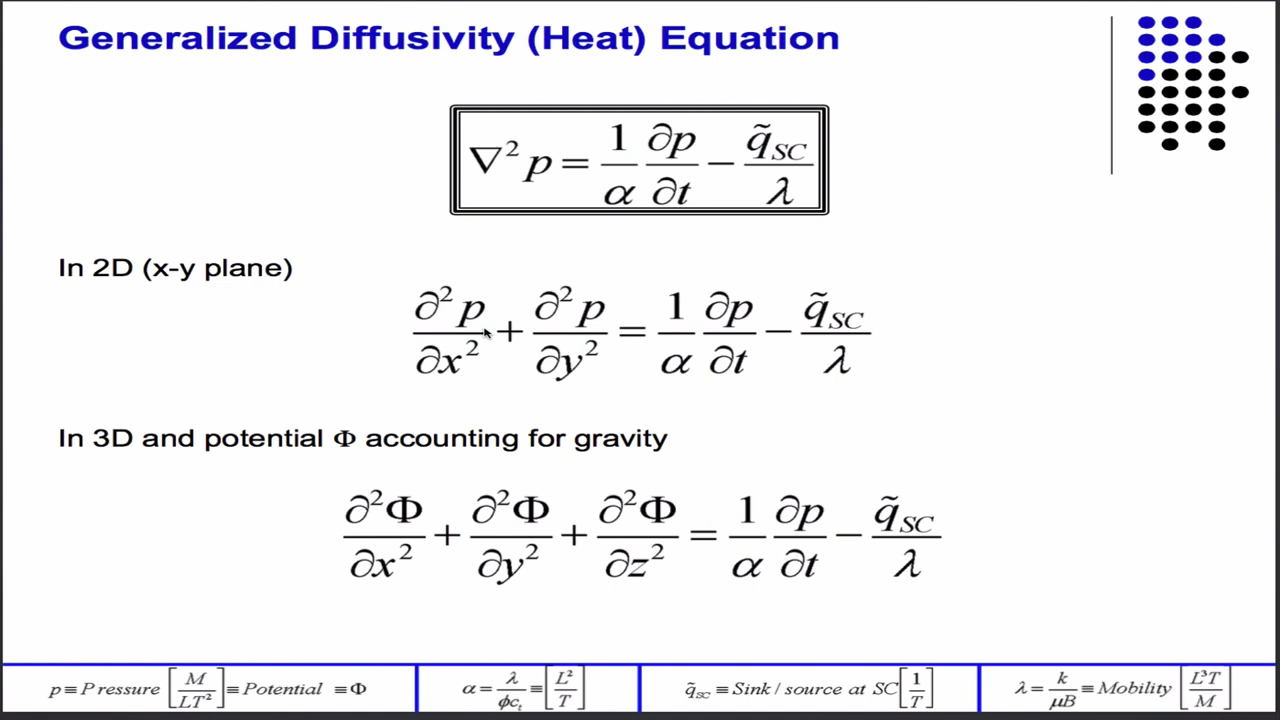 Generalized Diffusivity (Heat) Equation
∇² p = 1/α ∂p/∂t − q̃_SC/λ
In 2D (x-y plane)
∂²p/∂x² + ∂²p/∂y² = 1/α ∂p/∂t − q̃_SC/λ
In 3D and potential Φ accounting for gravity
∂²Φ/∂x² + ∂²Φ/∂y² + ∂²Φ/∂z² = 1/α ∂p/∂t − q̃_SC/λ
p ≡ Pressure [M/LT²] ≡ Potential ≡ Φ
α = λ/ϕc_t ≡ [L²/T]
q̃_SC ≡ Sink / source at SC [1/T]
λ = k/μB ≡ Mobility [L³T/M]